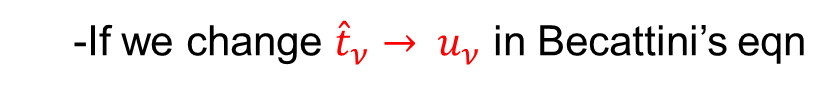 -If we change t̂_ν → u_ν in Becattini's eqn